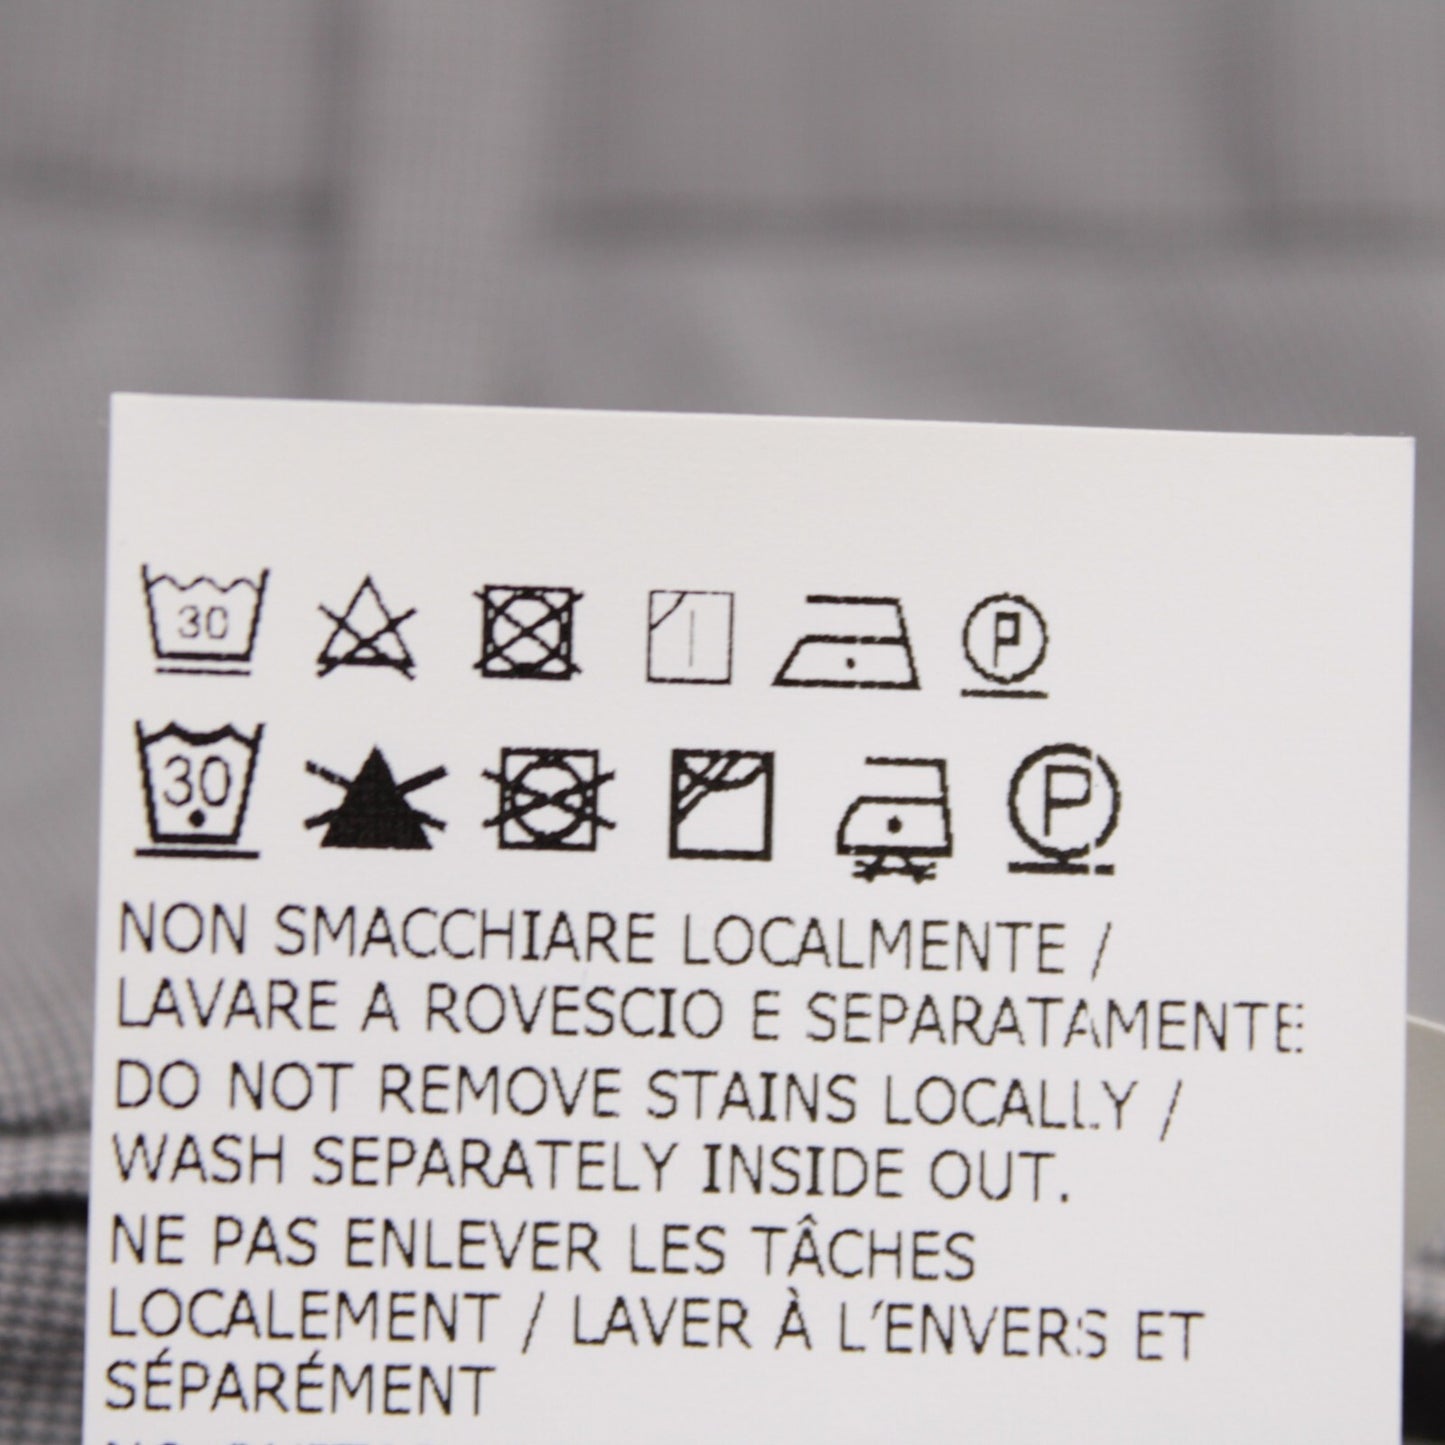 30
P
30
P
NON SMACCHIARE LOCALMENTE /
LAVARE A ROVESCIO E SEPARATAMENTE
DO NOT REMOVE STAINS LOCALLY /
WASH SEPARATELY INSIDE OUT.
NE PAS ENLEVER LES TÂCHES
LOCALEMENT / LAVER À L'ENVERS ET
SÉPARÉMENT